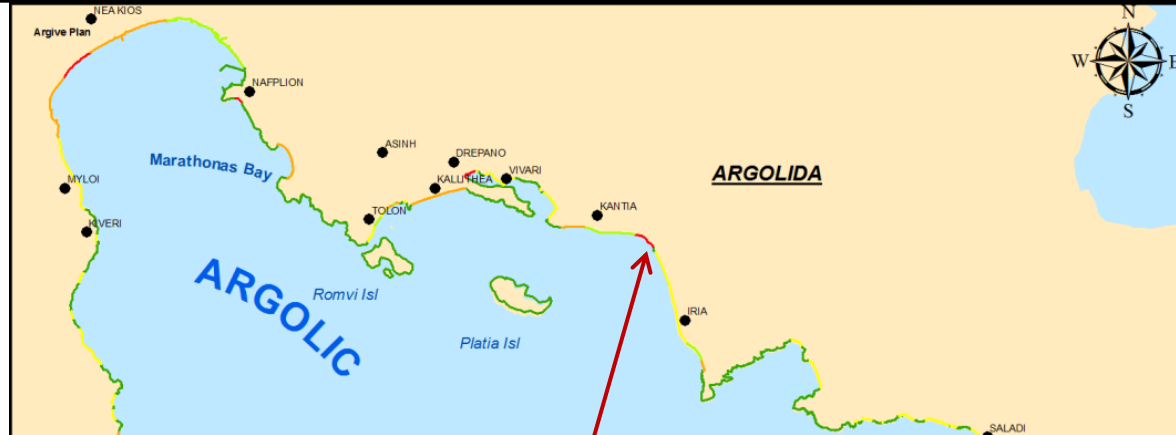 NEA KIOS
Argive Plan
N
W
E
S
NAFPLION
ASINH
DREPANO
Marathonas Bay
VIVARI
ARGOLIDA
MYLOI
KALLITHEA
TOLON
KANTIA
KIVERI
ARGOLIC
Romvi Isl
IRIA
Platia Isl
SALADI